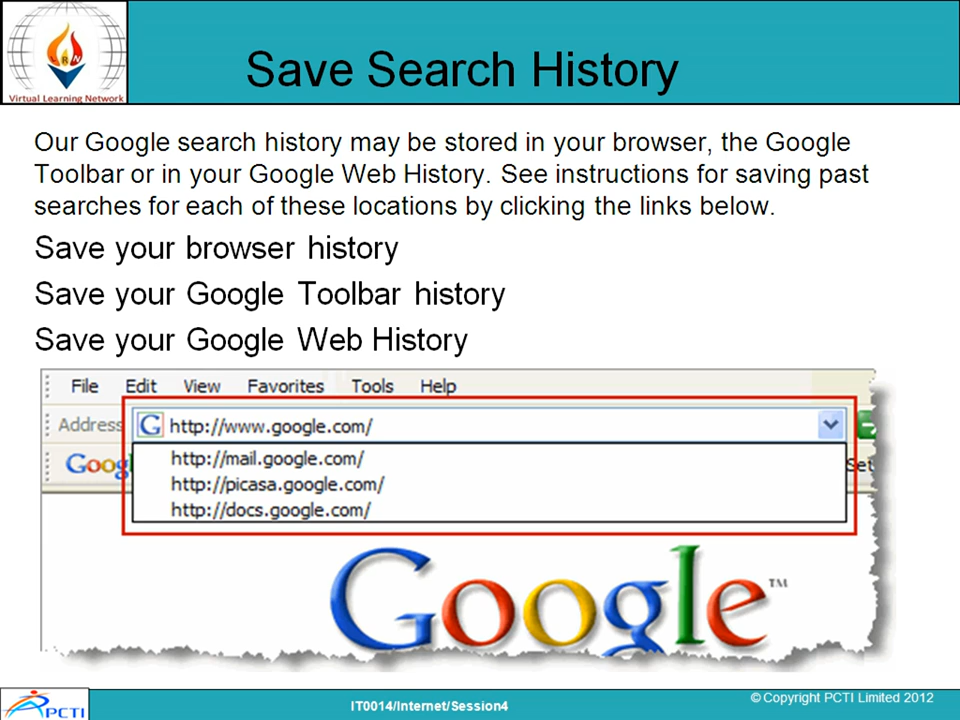 Save Search History
Virtual Learning Network
Our Google search history may be stored in your browser, the Google
Toolbar or in your Google Web History. See instructions for saving past
searches for each of these locations by clicking the links below.
Save your browser history
Save your Google Toolbar history
Save your Google Web History
File Edit View Favorites Tools Help
Address G http://www.google.com/
http://mail.google.com/
Goog Set
http://picasa.google.com/
http://docs.google.com/
Google™
PCTI
IT0014/Internet/Session4
© Copyright PCTI Limited 2012